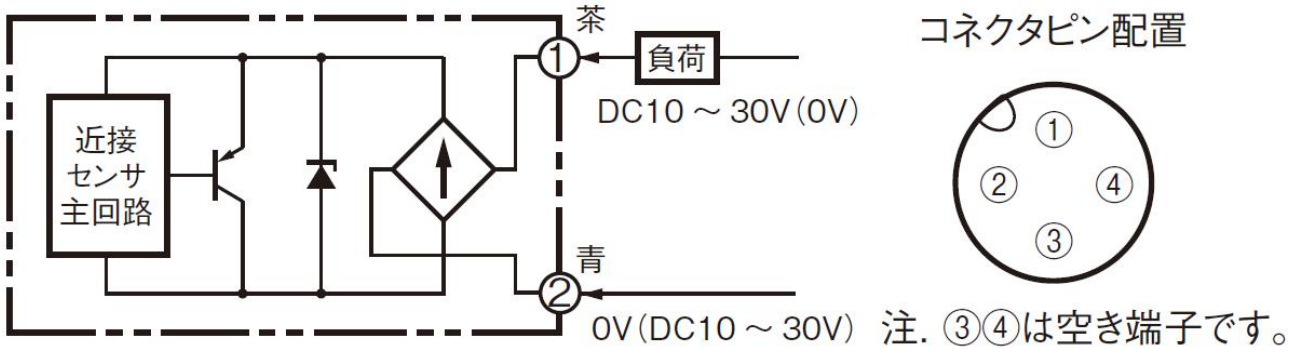 茶
コネクタピン配置
①
負荷
DC10 ～ 30V(0V)
近接
センサ
主回路
①
②
④
③
青
②
0V(DC10 ～ 30V)
注. ③④は空き端子です。